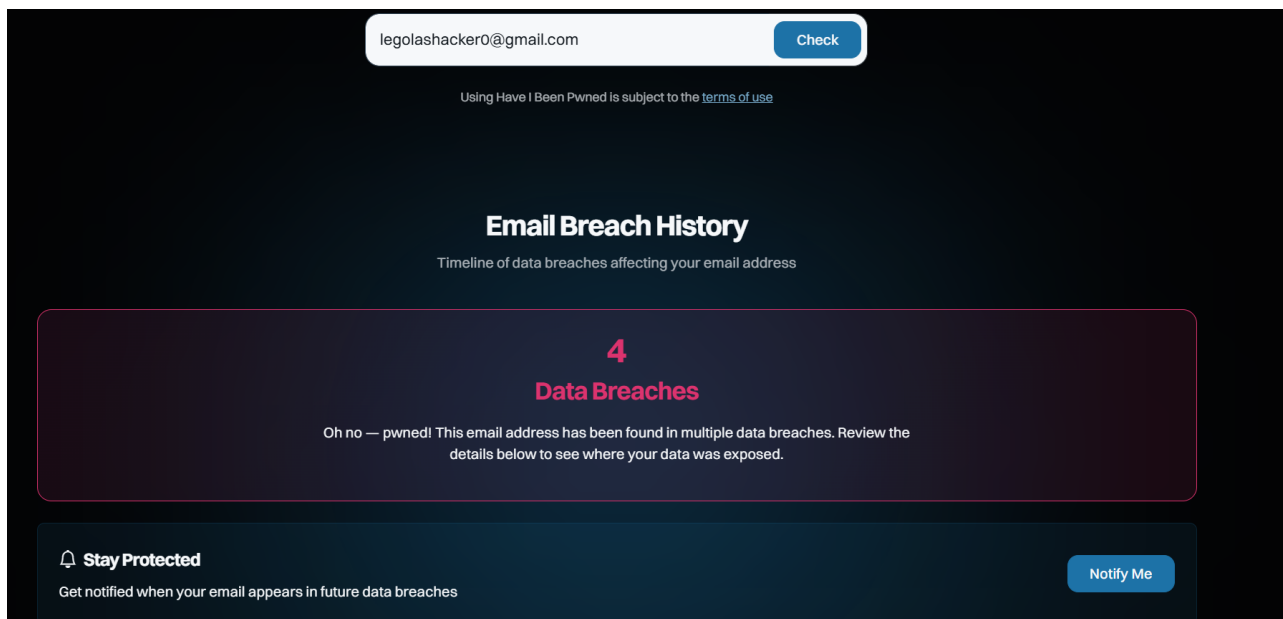 legolashacker0@gmail.com
Check
Using Have I Been Pwned is subject to the terms of use
Email Breach History
Timeline of data breaches affecting your email address
4
Data Breaches
Oh no — pwned! This email address has been found in multiple data breaches. Review the
details below to see where your data was exposed.
Stay Protected
Get notified when your email appears in future data breaches
Notify Me